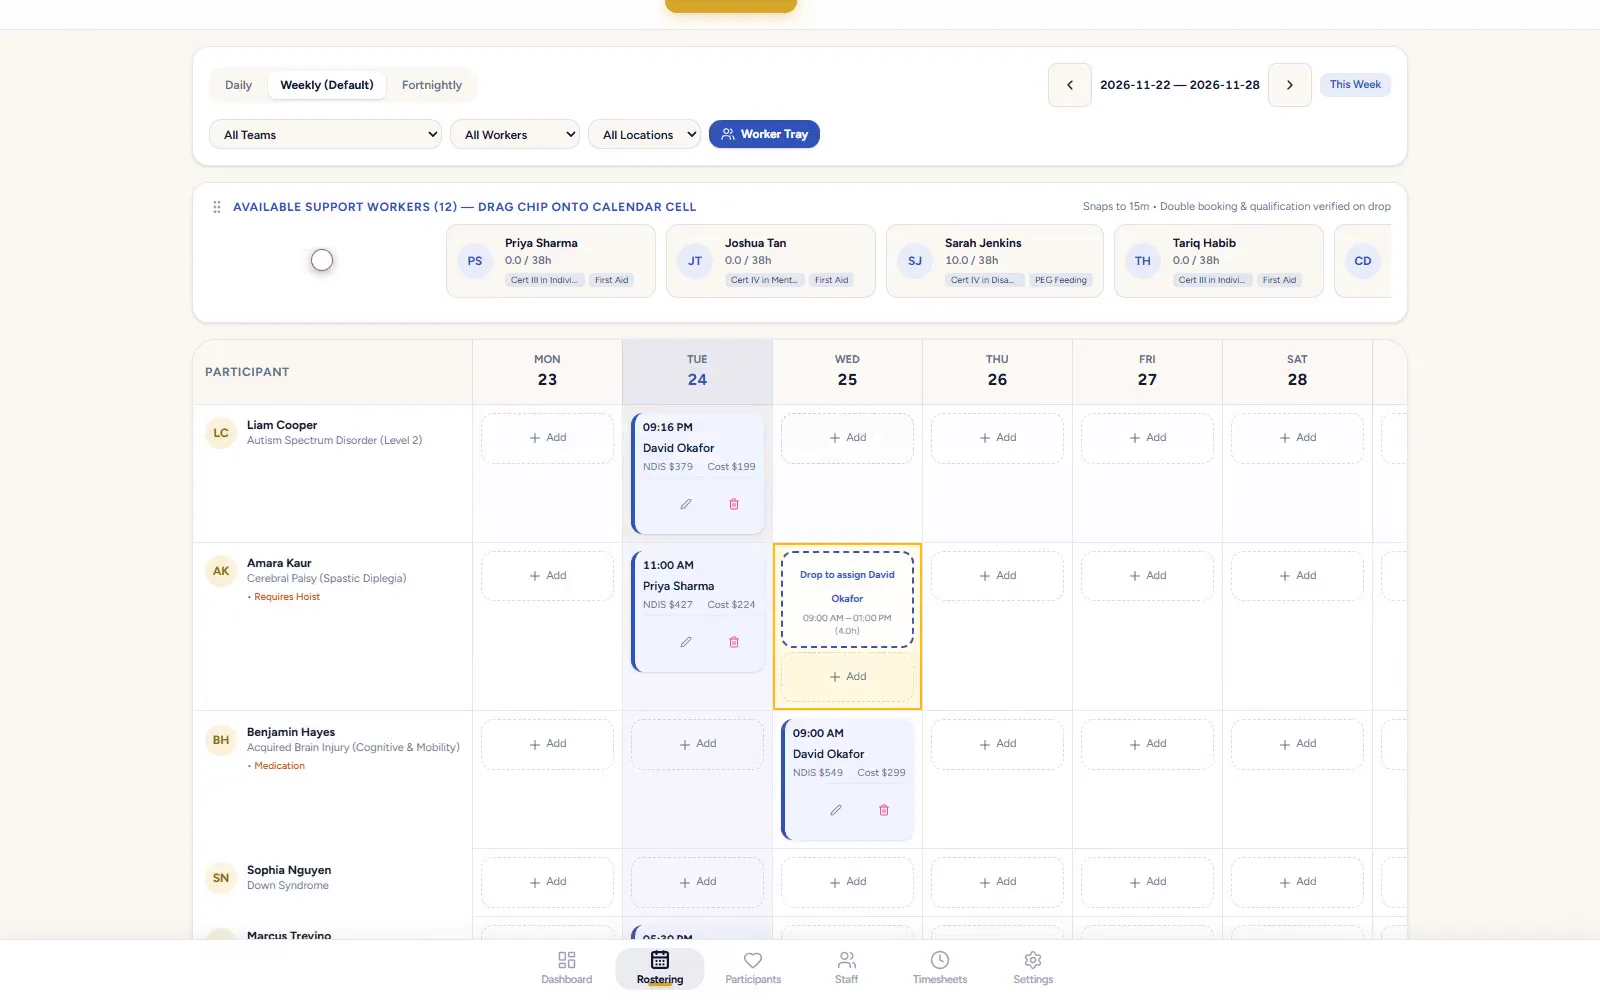 Daily Weekly (Default) Fortnightly
2026-11-22 — 2026-11-28 This Week
All Teams All Workers All Locations Worker Tray
AVAILABLE SUPPORT WORKERS (12) — DRAG CHIP ONTO CALENDAR CELL
Snaps to 15m • Double booking & qualification verified on drop
PS
Priya Sharma
0.0 / 38h
Cert III in Indivi... First Aid
JT
Joshua Tan
0.0 / 38h
Cert IV in Ment... First Aid
SJ
Sarah Jenkins
10.0 / 38h
Cert IV in Disa... PEG Feeding
TH
Tariq Habib
0.0 / 38h
Cert III in Indivi... First Aid
CD
PARTICIPANT
MON
23
TUE
24
WED
25
THU
26
FRI
27
SAT
28
LC
Liam Cooper
Autism Spectrum Disorder (Level 2)
+ Add
09:16 PM
David Okafor
NDIS $379 Cost $199
+ Add
+ Add
+ Add
+ Add
AK
Amara Kaur
Cerebral Palsy (Spastic Diplegia)
• Requires Hoist
+ Add
11:00 AM
Priya Sharma
NDIS $427 Cost $224
Drop to assign David
Okafor
09:00 AM – 01:00 PM
(4.0h)
+ Add
+ Add
+ Add
+ Add
BH
Benjamin Hayes
Acquired Brain Injury (Cognitive & Mobility)
• Medication
+ Add
+ Add
09:00 AM
David Okafor
NDIS $549 Cost $299
+ Add
+ Add
+ Add
SN
Sophia Nguyen
Down Syndrome
+ Add
+ Add
+ Add
+ Add
+ Add
+ Add
Marcus Trevino
05:30 PM
Dashboard Rostering Participants Staff Timesheets Settings